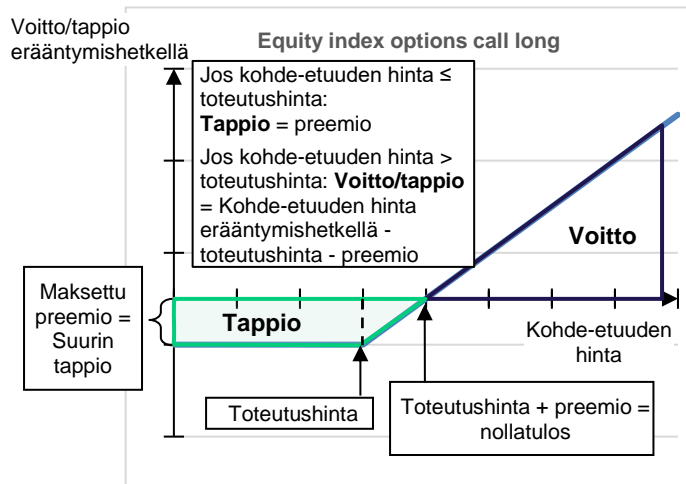 Voitto/tappio
erääntymishetkellä
Equity index options call long
Jos kohde-etuuden hinta ≤
toteutushinta:
Tappio = preemio
Jos kohde-etuuden hinta >
toteutushinta: Voitto/tappio
= Kohde-etuuden hinta
erääntymishetkellä -
toteutushinta - preemio
Voitto
Maksettu
preemio =
Suurin
tappio
Tappio
Kohde-etuuden
hinta
Toteutushinta
Toteutushinta + preemio =
nollatulos